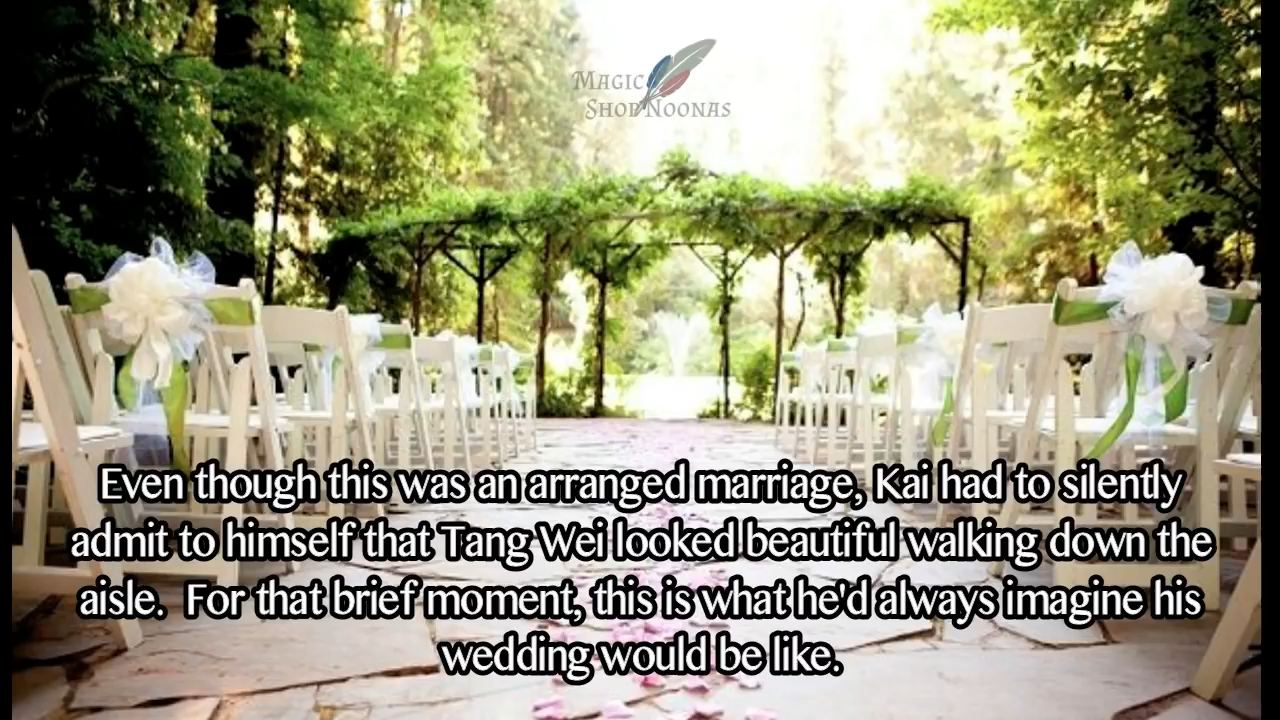 Magic
Shop Noonas
Even though this was an arranged marriage, Kai had to silently
admit to himself that Tang Wei looked beautiful walking down the
aisle.  For that brief moment, this is what he'd always imagine his
wedding would be like.